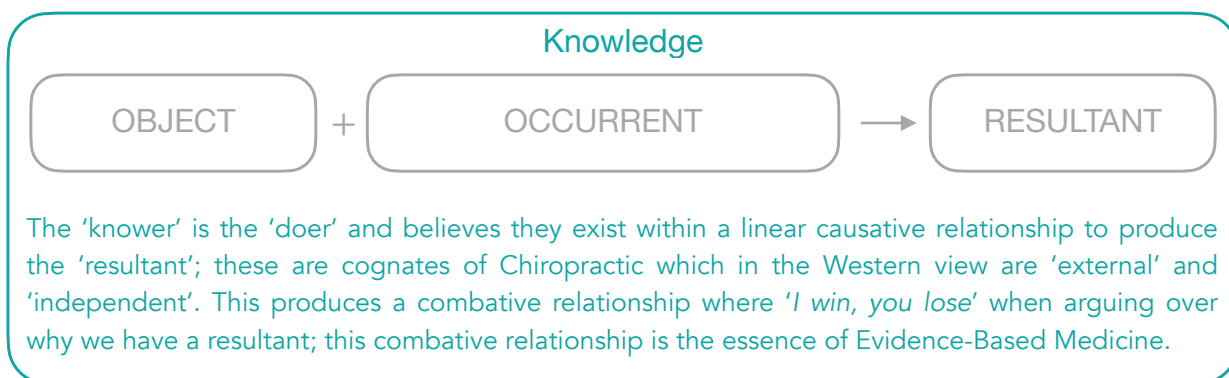 Knowledge
OBJECT + OCCURRENT → RESULTANT
The ‘knower’ is the ‘doer’ and believes they exist within a linear causative relationship to produce
the ‘resultant’; these are cognates of Chiropractic which in the Western view are ‘external’ and
‘independent’. This produces a combative relationship where ‘I win, you lose’ when arguing over
why we have a resultant; this combative relationship is the essence of Evidence-Based Medicine.